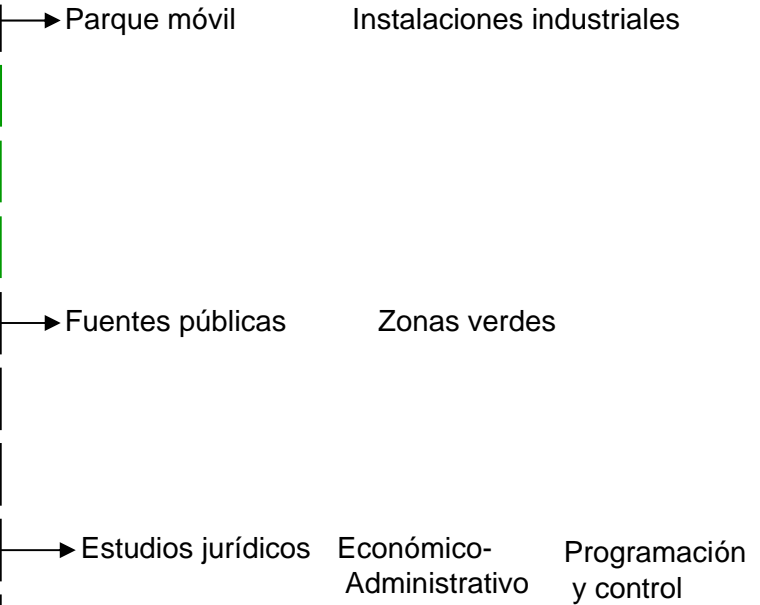 Parque móvil Instalaciones industriales
Fuentes públicas Zonas verdes
Estudios jurídicos Económico- Programación
Administrativo y control